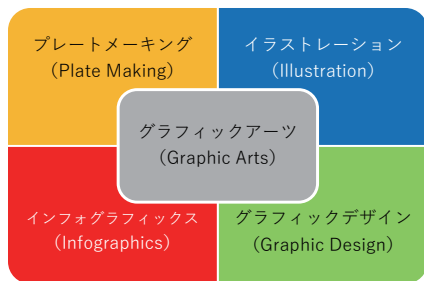 プレートメーキング
(Plate Making)
イラストレーション
(Illustration)
グラフィックアーツ
(Graphic Arts)
インフォグラフィックス
(Infographics)
グラフィックデザイン
(Graphic Design)